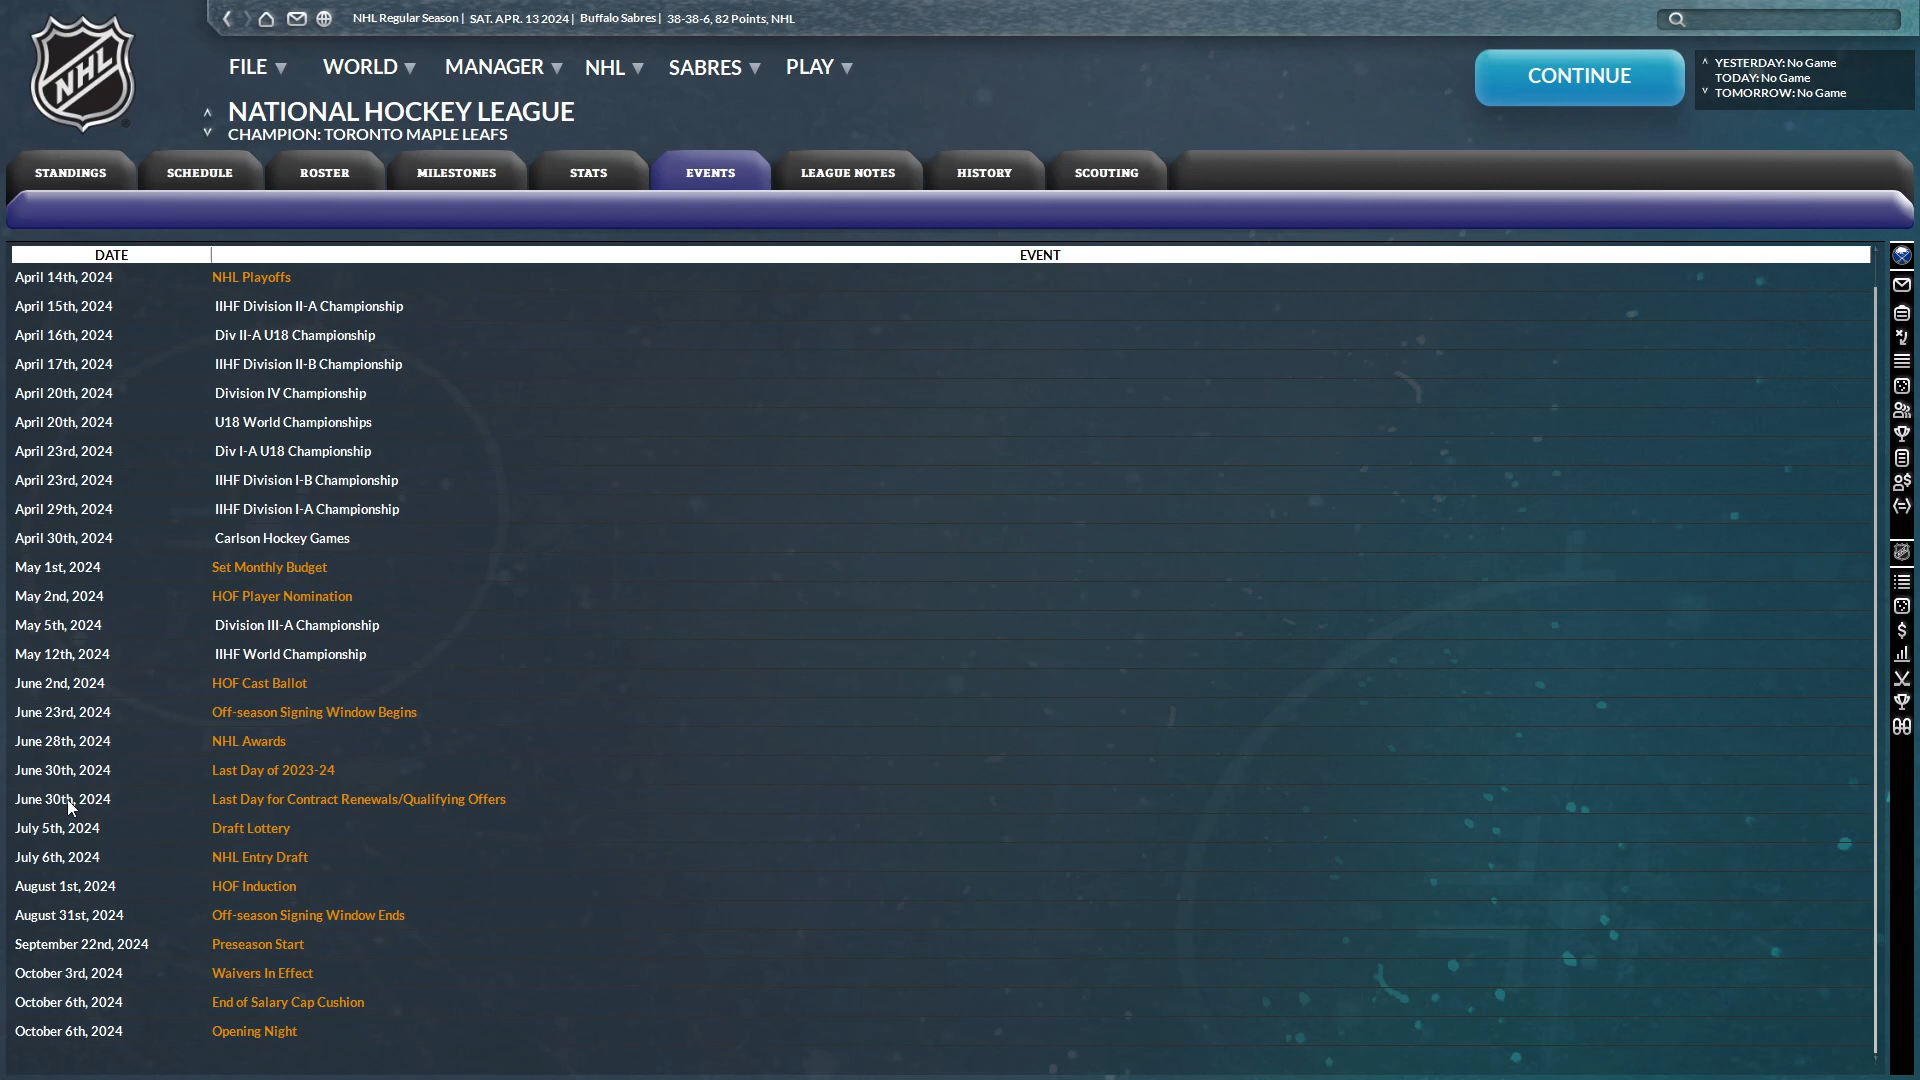 NHL Regular Season | SAT. APR. 13 2024 | Buffalo Sabres | 38-38-6, 82 Points, NHL
NHL
FILE WORLD MANAGER NHL SABRES PLAY
CONTINUE
YESTERDAY: No Game
TODAY: No Game
TOMORROW: No Game
NATIONAL HOCKEY LEAGUE
CHAMPION: TORONTO MAPLE LEAFS
STANDINGS SCHEDULE ROSTER MILESTONES STATS EVENTS LEAGUE NOTES HISTORY SCOUTING
DATE EVENT
April 14th, 2024 NHL Playoffs
April 15th, 2024 IIHF Division II-A Championship
April 16th, 2024 Div II-A U18 Championship
April 17th, 2024 IIHF Division II-B Championship
April 20th, 2024 Division IV Championship
April 20th, 2024 U18 World Championships
April 23rd, 2024 Div I-A U18 Championship
April 23rd, 2024 IIHF Division I-B Championship
April 29th, 2024 IIHF Division I-A Championship
April 30th, 2024 Carlson Hockey Games
May 1st, 2024 Set Monthly Budget
May 2nd, 2024 HOF Player Nomination
May 5th, 2024 Division III-A Championship
May 12th, 2024 IIHF World Championship
June 2nd, 2024 HOF Cast Ballot
June 23rd, 2024 Off-season Signing Window Begins
June 28th, 2024 NHL Awards
June 30th, 2024 Last Day of 2023-24
June 30th, 2024 Last Day for Contract Renewals/Qualifying Offers
July 5th, 2024 Draft Lottery
July 6th, 2024 NHL Entry Draft
August 1st, 2024 HOF Induction
August 31st, 2024 Off-season Signing Window Ends
September 22nd, 2024 Preseason Start
October 3rd, 2024 Waivers In Effect
October 6th, 2024 End of Salary Cap Cushion
October 6th, 2024 Opening Night